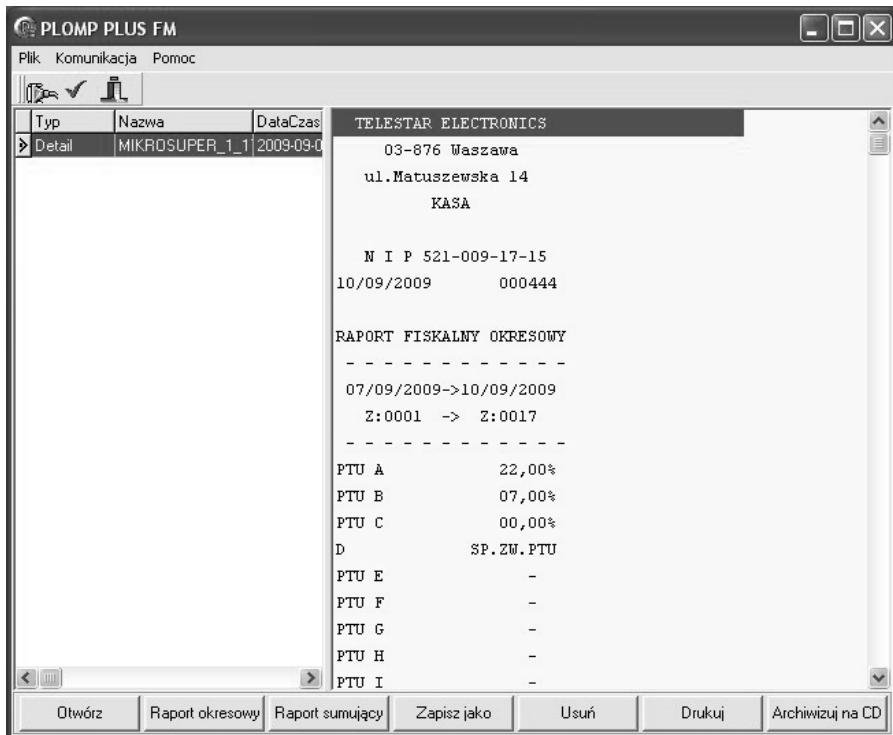 PLOMP PLUS FM
Plik Komunikacja Pomoc
Typ Nazwa DataCzas
Detail MIKROSUPER_1_1 2009-09-0
TELESTAR ELECTRONICS
03-876 Waszawa
ul.Matuszewska 14
KASA
N I P 521-009-17-15
10/09/2009 000444
RAPORT FISKALNY OKRESOWY
- - - - - - - - - - - -
07/09/2009->10/09/2009
Z:0001 -> Z:0017
- - - - - - - - - - - -
PTU A 22,00%
PTU B 07,00%
PTU C 00,00%
D SP.ZW.PTU
PTU E -
PTU F -
PTU G -
PTU H -
PTU I -
Otwórz Raport okresowy Raport sumujący Zapisz jako Usuń Drukuj Archiwizuj na CD